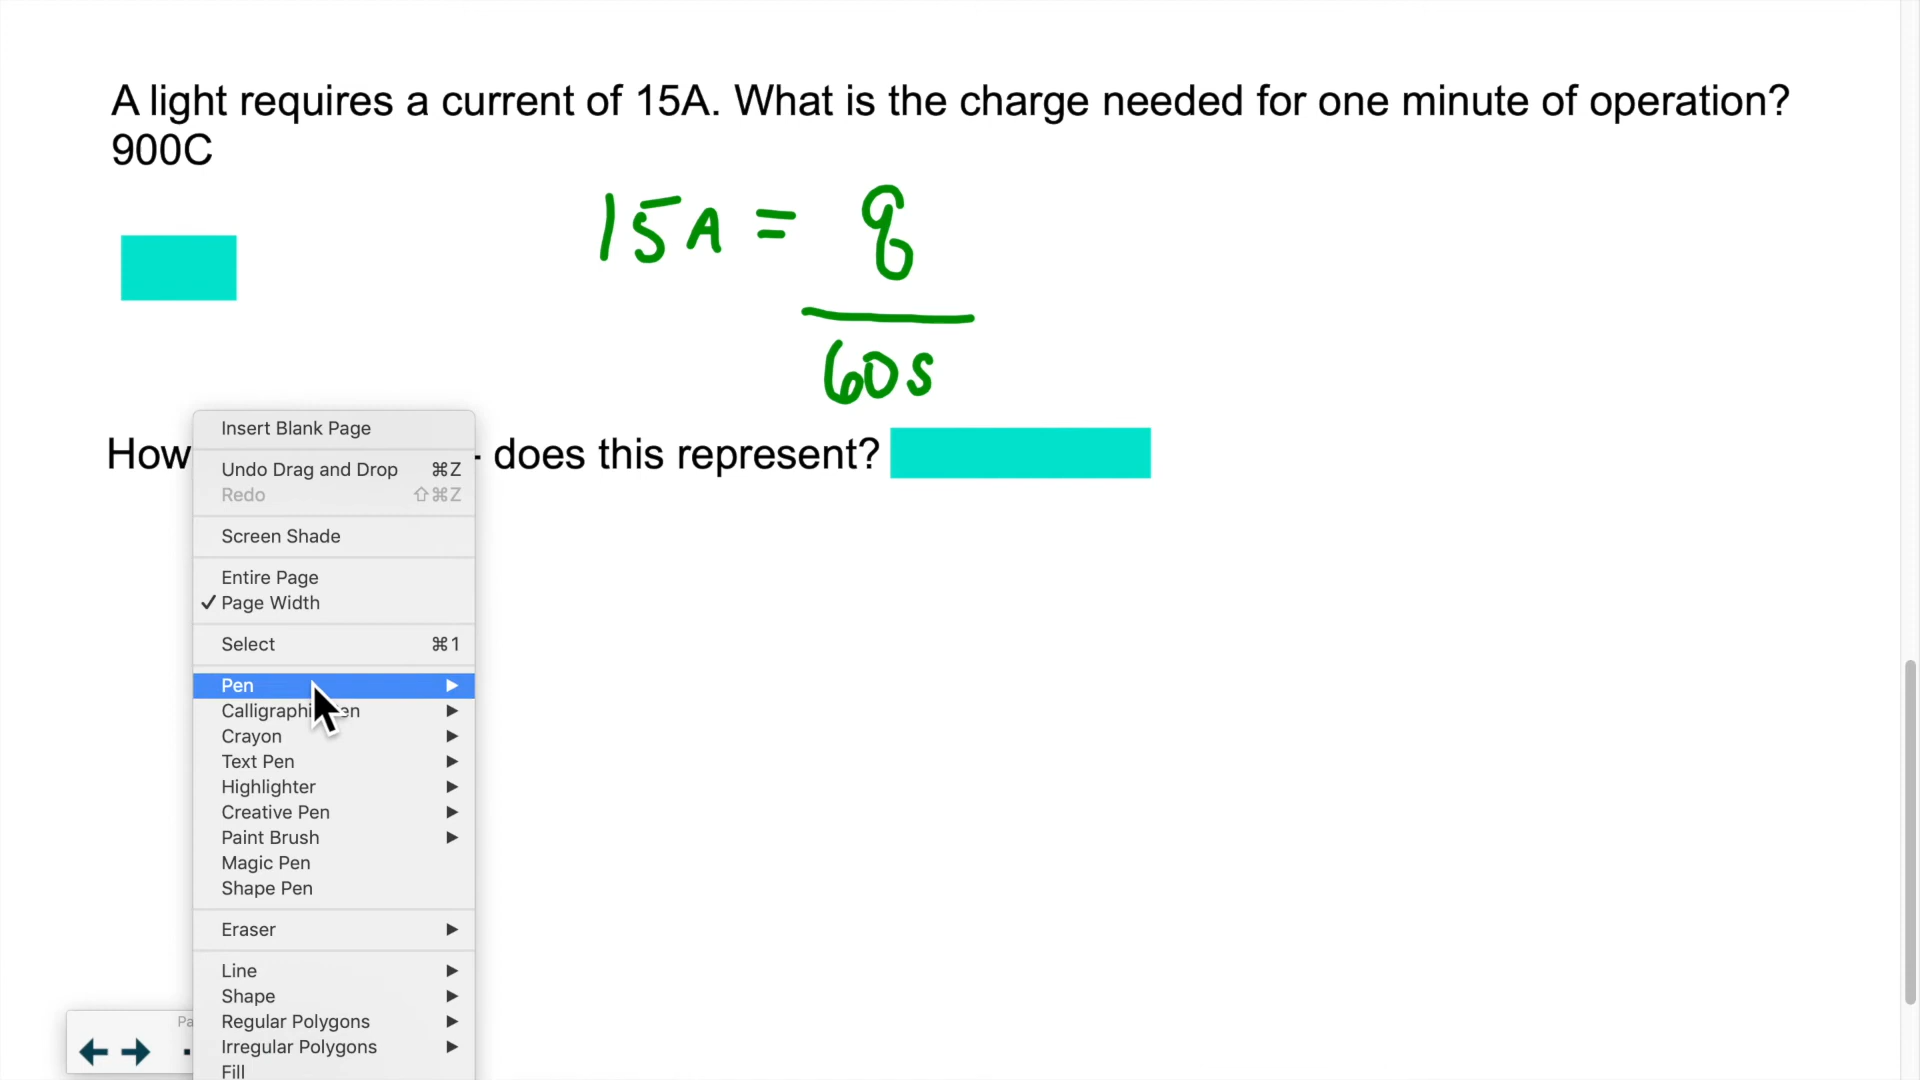 A light requires a current of 15A. What is the charge needed for one minute of operation?
900C
15A = q
60s
How - does this represent?
Insert Blank Page
Undo Drag and Drop ⌘Z
Redo ⇧⌘Z
Screen Shade
Entire Page
✓ Page Width
Select ⌘1
Pen
Calligraphi en
Crayon
Text Pen
Highlighter
Creative Pen
Paint Brush
Magic Pen
Shape Pen
Eraser
Line
Shape
Regular Polygons
Irregular Polygons
Fill
Pa